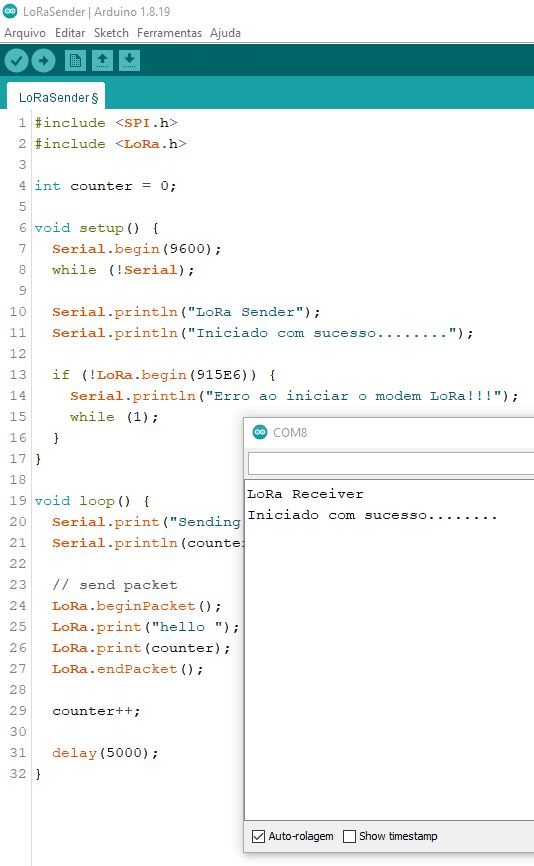 LoRaSender | Arduino 1.8.19
Arquivo Editar Sketch Ferramentas Ajuda
LoRaSender §
1 #include <SPI.h>
2 #include <LoRa.h>
3
4 int counter = 0;
5
6 void setup() {
7 Serial.begin(9600);
8 while (!Serial);
9
10 Serial.println("LoRa Sender");
11 Serial.println("Iniciado com sucesso........");
12
13 if (!LoRa.begin(915E6)) {
14 Serial.println("Erro ao iniciar o modem LoRa!!!");
15 while (1);
16 }
17 }
18
19 void loop() {
20 Serial.print("Sending
21 Serial.println(counter
22
23 // send packet
24 LoRa.beginPacket();
25 LoRa.print("hello ");
26 LoRa.print(counter);
27 LoRa.endPacket();
28
29 counter++;
30
31 delay(5000);
32 }
COM8
LoRa Receiver
Iniciado com sucesso........
Auto-rolagem Show timestamp